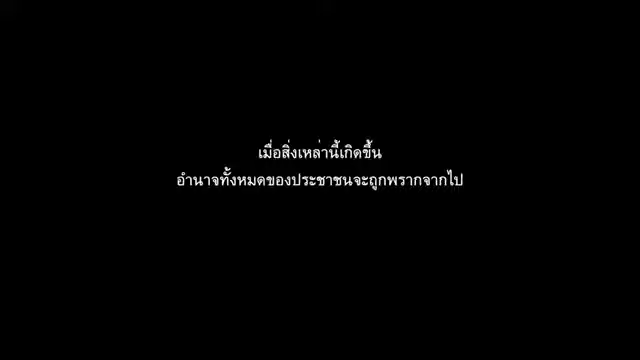 เมื่อสิ่งเหล่านี้เกิดขึ้น
อำนาจทั้งหมดของประชาชนจะถูกพรากจากไป